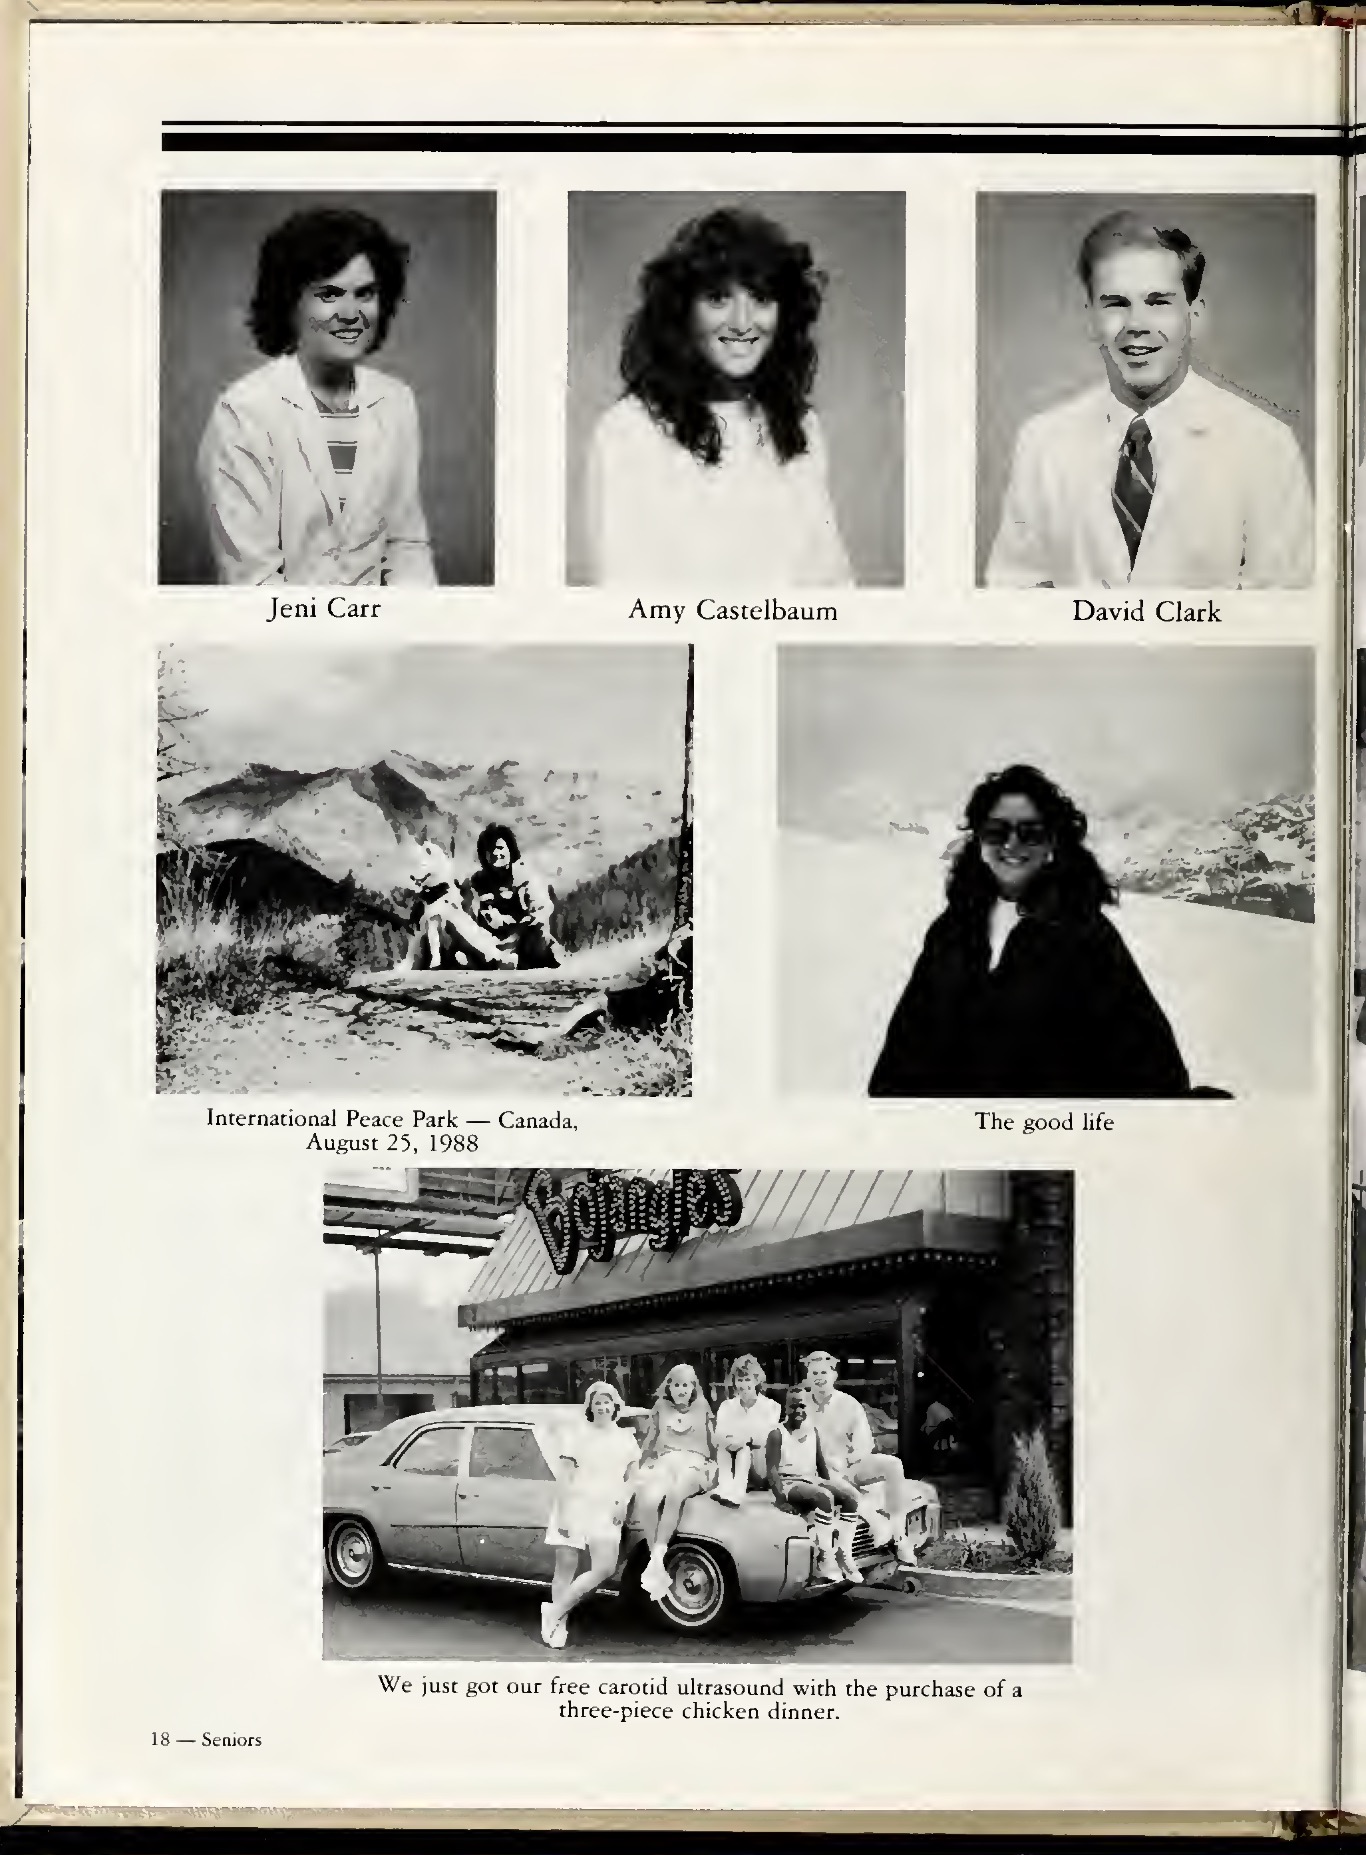 Jeni Carr
Amy Castelbaum
David Clark
International Peace Park — Canada,
August 25, 1988
The good life
Bojangles
We just got our free carotid ultrasound with the purchase of a
three-piece chicken dinner.
18 — Seniors